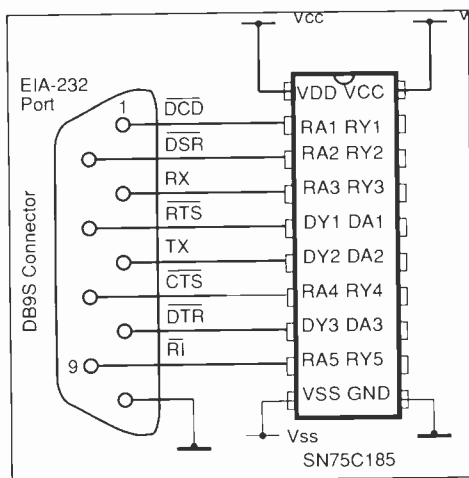 Vcc
V
EIA-232
Port
1
DCD
VDD VCC
RA1 RY1
DSR
RA2 RY2
RX
RA3 RY3
RTS
DY1 DA1
TX
DY2 DA2
CTS
RA4 RY4
DTR
DY3 DA3
RI
9
RA5 RY5
VSS GND
Vss
SN75C185
DB9S Connector